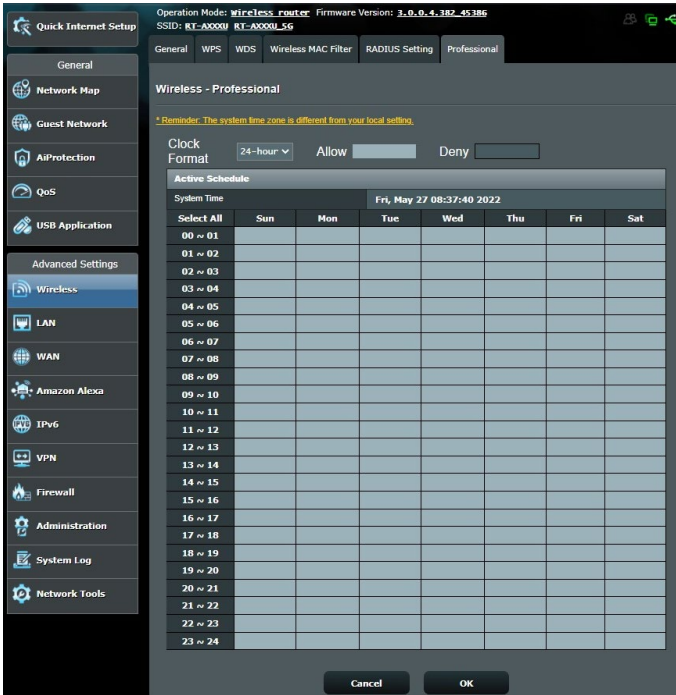 Quick Internet Setup
General
Network Map
Guest Network
AiProtection
QoS
USB Application
Advanced Settings
Wireless
LAN
WAN
Amazon Alexa
IPv6
VPN
Firewall
Administration
System Log
Network Tools
Operation Mode: Wireless router Firmware Version: 3.0.0.4.382_45386
SSID: RT-AXXXU RT-AXXXU_5G
General WPS WDS Wireless MAC Filter RADIUS Setting Professional
Wireless - Professional
* Reminder: The system time zone is different from your local setting.
Clock Format 24-hour Allow Deny
Active Schedule
System Time Fri, May 27 08:37:40 2022
Select All Sun Mon Tue Wed Thu Fri Sat
00 ~ 01
01 ~ 02
02 ~ 03
03 ~ 04
04 ~ 05
05 ~ 06
06 ~ 07
07 ~ 08
08 ~ 09
09 ~ 10
10 ~ 11
11 ~ 12
12 ~ 13
13 ~ 14
14 ~ 15
15 ~ 16
16 ~ 17
17 ~ 18
18 ~ 19
19 ~ 20
20 ~ 21
21 ~ 22
22 ~ 23
23 ~ 24
Cancel OK